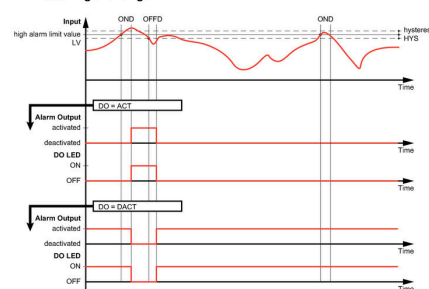 Input
OND
OFFD
OND
high alarm limit value
LV
HYS
Time
DO = ACT
Alarm Output
activated
deactivated
Time
DO LED
ON
OFF
Time
DO = DACT
Alarm Output
activated
deactivated
Time
DO LED
ON
OFF
Time